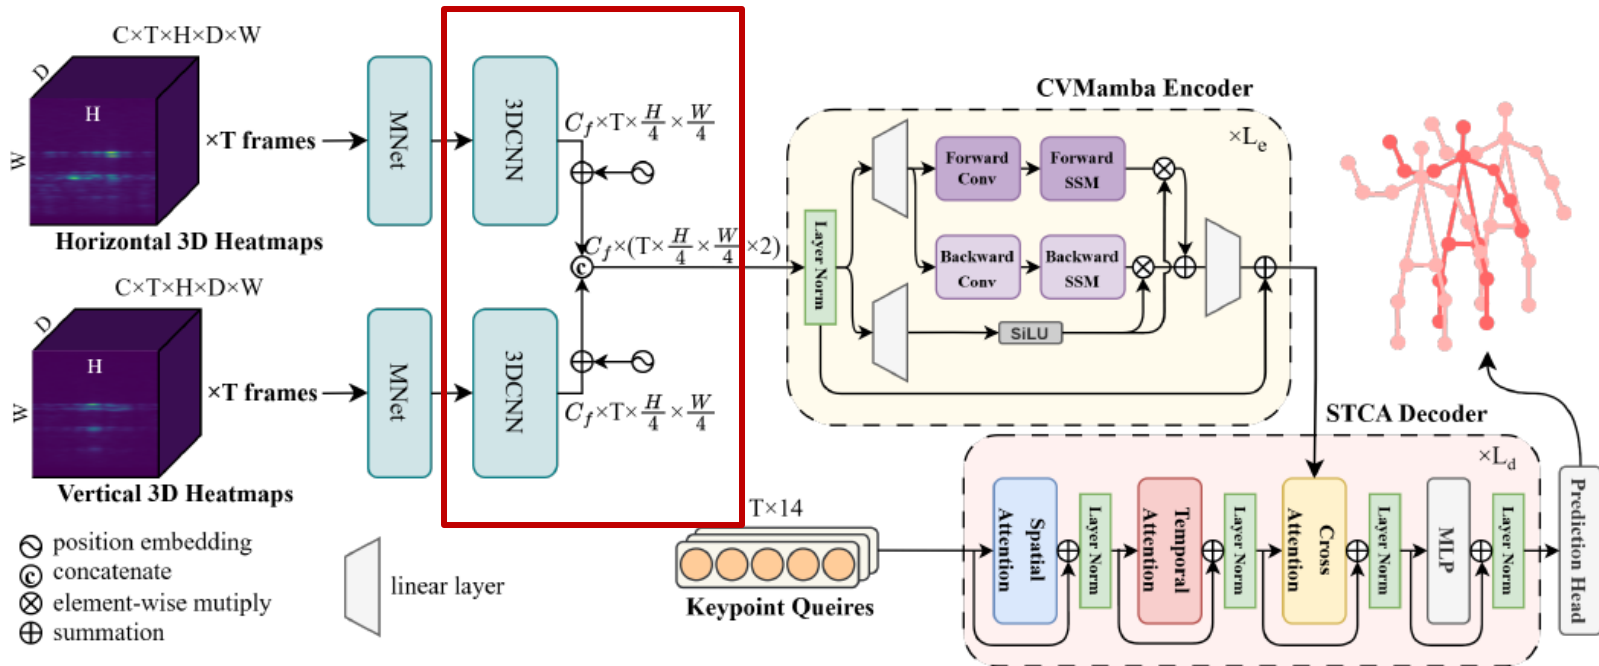 C×T×H×D×W
D
H
W
×T frames
Horizontal 3D Heatmaps
MNet
3DCNN
C_f×T×H/4×W/4
C_f×(T×H/4×W/4×2)
C×T×H×D×W
D
H
W
×T frames
Vertical 3D Heatmaps
MNet
3DCNN
C_f×T×H/4×W/4
c
position embedding
c
concatenate
element-wise mutiply
summation
linear layer
CVMamba Encoder
×L_e
Layer Norm
Forward
Conv
Forward
SSM
Backward
Conv
Backward
SSM
SiLU
STCA Decoder
×L_d
T×14
Keypoint Queires
Spatial
Attention
Layer Norm
Temporal
Attention
Layer Norm
Cross
Attention
Layer Norm
MLP
Layer Norm
Prediction Head